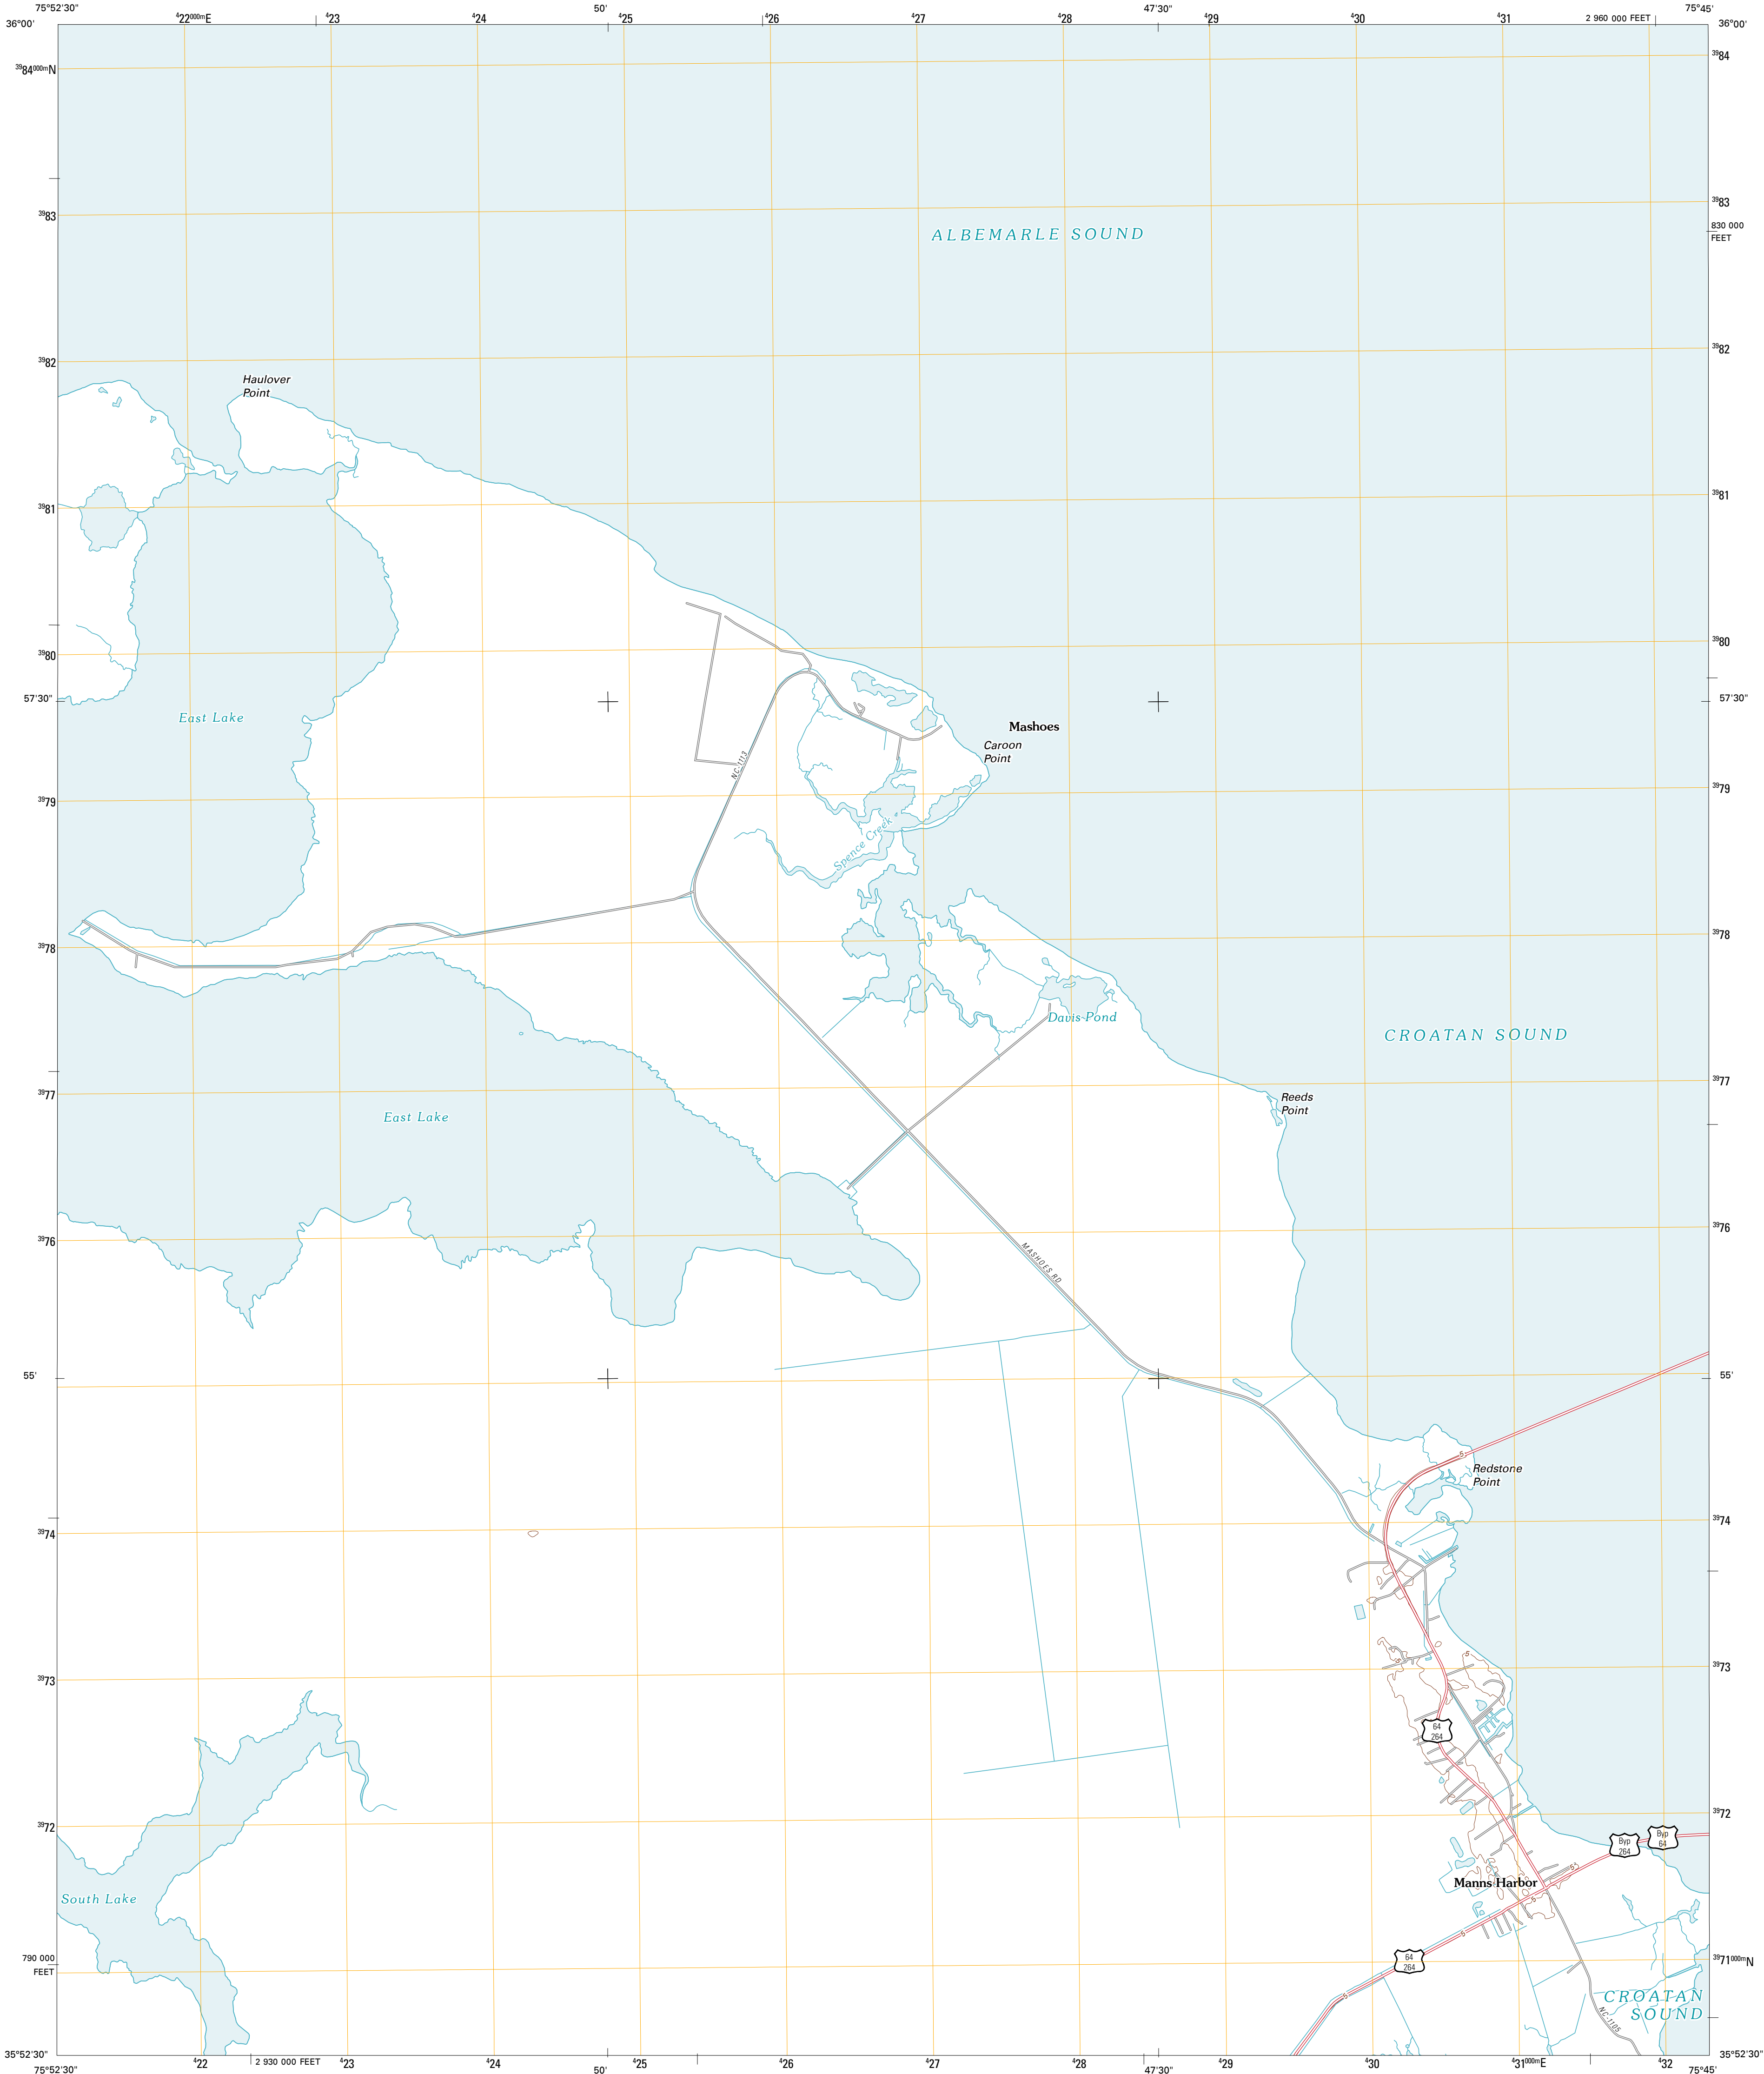 75°52'30"
⁴22⁰⁰⁰ᵐE
⁴23
⁴24
50'
⁴25
⁴26
⁴27
⁴28
47'30"
⁴29
⁴30
⁴31
2 960 000 FEET
75°45'
36°00'
36°00'
³⁹84⁰⁰⁰ᵐN
³⁹84
³⁹83
³⁹83
830 000
FEET
ALBEMARLE SOUND
³⁹82
³⁹82
Haulover
Point
³⁹81
³⁹81
³⁹80
³⁹80
57'30"
57'30"
East Lake
Mashoes
Caroon
Point
NC-1113
³⁹79
³⁹79
Spence Creek
³⁹78
³⁹78
Davis Pond
CROATAN SOUND
³⁹77
³⁹77
Reeds
Point
East Lake
³⁹76
³⁹76
MASHOES RD
55'
55'
5
Redstone
Point
³⁹74
³⁹74
³⁹73
³⁹73
5
5
64
264
³⁹72
³⁹72
Byp
264
Byp
64
5
Manns Harbor
5
South Lake
5
790 000
FEET
64
264
³⁹71⁰⁰⁰ᵐN
5
CROATAN
SOUND
NC-1105
35°52'30"
35°52'30"
75°52'30"
⁴22
2 930 000 FEET
⁴23
⁴24
50'
⁴25
⁴26
⁴27
⁴28
47'30"
⁴29
⁴30
⁴31⁰⁰⁰ᵐE
⁴32
75°45'